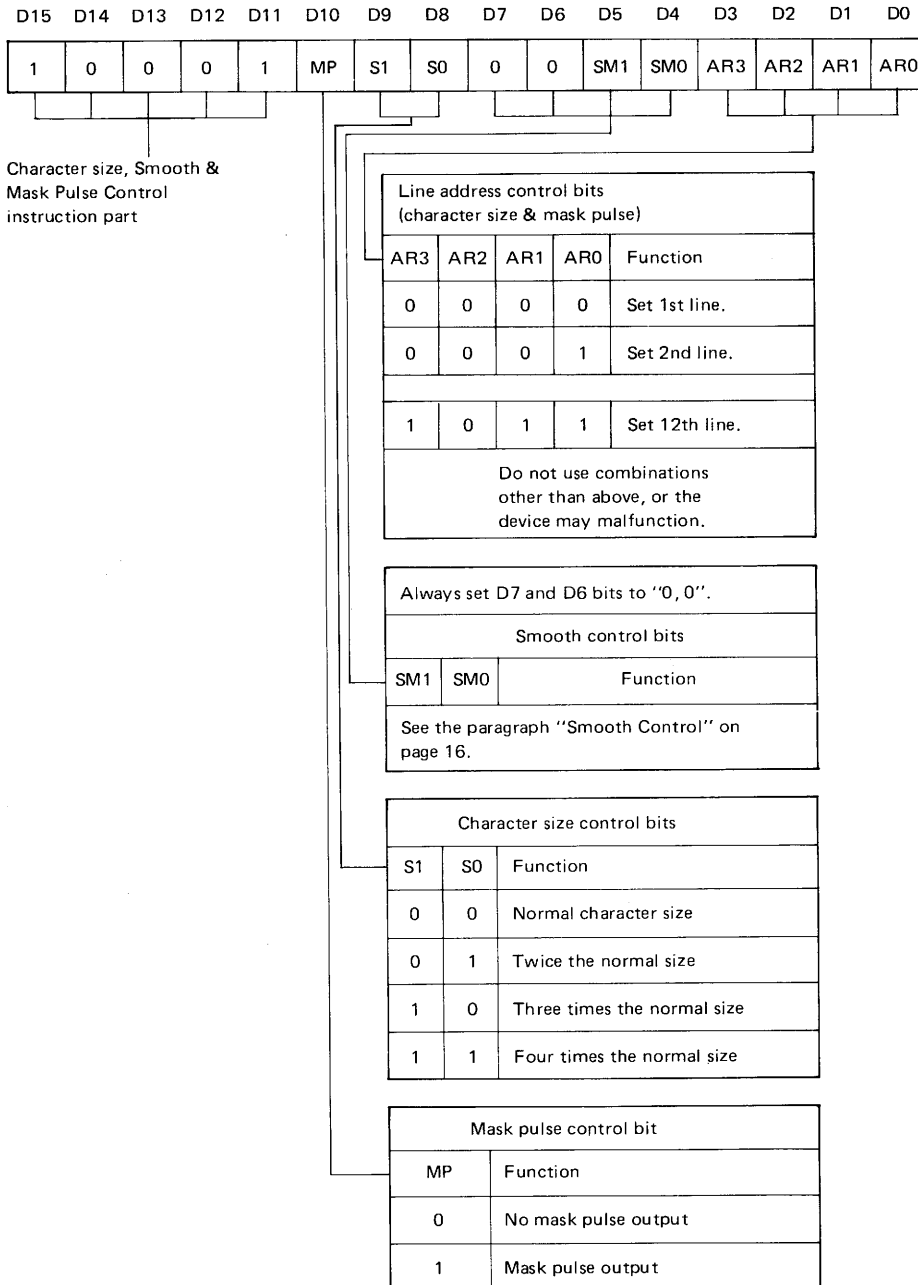 D15 D14 D13 D12 D11 D10 D9 D8 D7 D6 D5 D4 D3 D2 D1 D0
1 0 0 0 1 MP S1 S0 0 0 SM1 SM0 AR3 AR2 AR1 AR0
Character size, Smooth &
Mask Pulse Control
instruction part
Line address control bits
(character size & mask pulse)
AR3 AR2 AR1 AR0 Function
0 0 0 0 Set 1st line.
0 0 0 1 Set 2nd line.
1 0 1 1 Set 12th line.
Do not use combinations
other than above, or the
device may malfunction.
Always set D7 and D6 bits to "0, 0".
Smooth control bits
SM1 SM0 Function
See the paragraph "Smooth Control" on
page 16.
Character size control bits
S1 S0 Function
0 0 Normal character size
0 1 Twice the normal size
1 0 Three times the normal size
1 1 Four times the normal size
Mask pulse control bit
MP Function
0 No mask pulse output
1 Mask pulse output